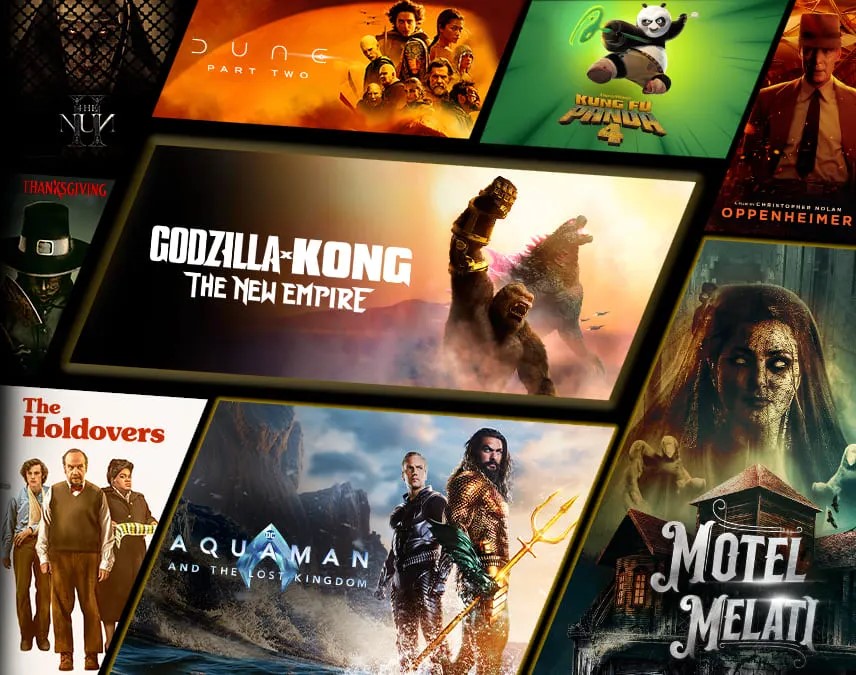 DUNE
PART TWO
KUNG FU
PANDA
4
THE
NUN
II
A FILM BY CHRISTOPHER NOLAN
OPPENHEIMER
THANKSGIVING
GODZILLA x KONG
THE NEW EMPIRE
The
Holdovers
DC
AQUAMAN
AND THE LOST KINGDOM
MOTEL
MELATI